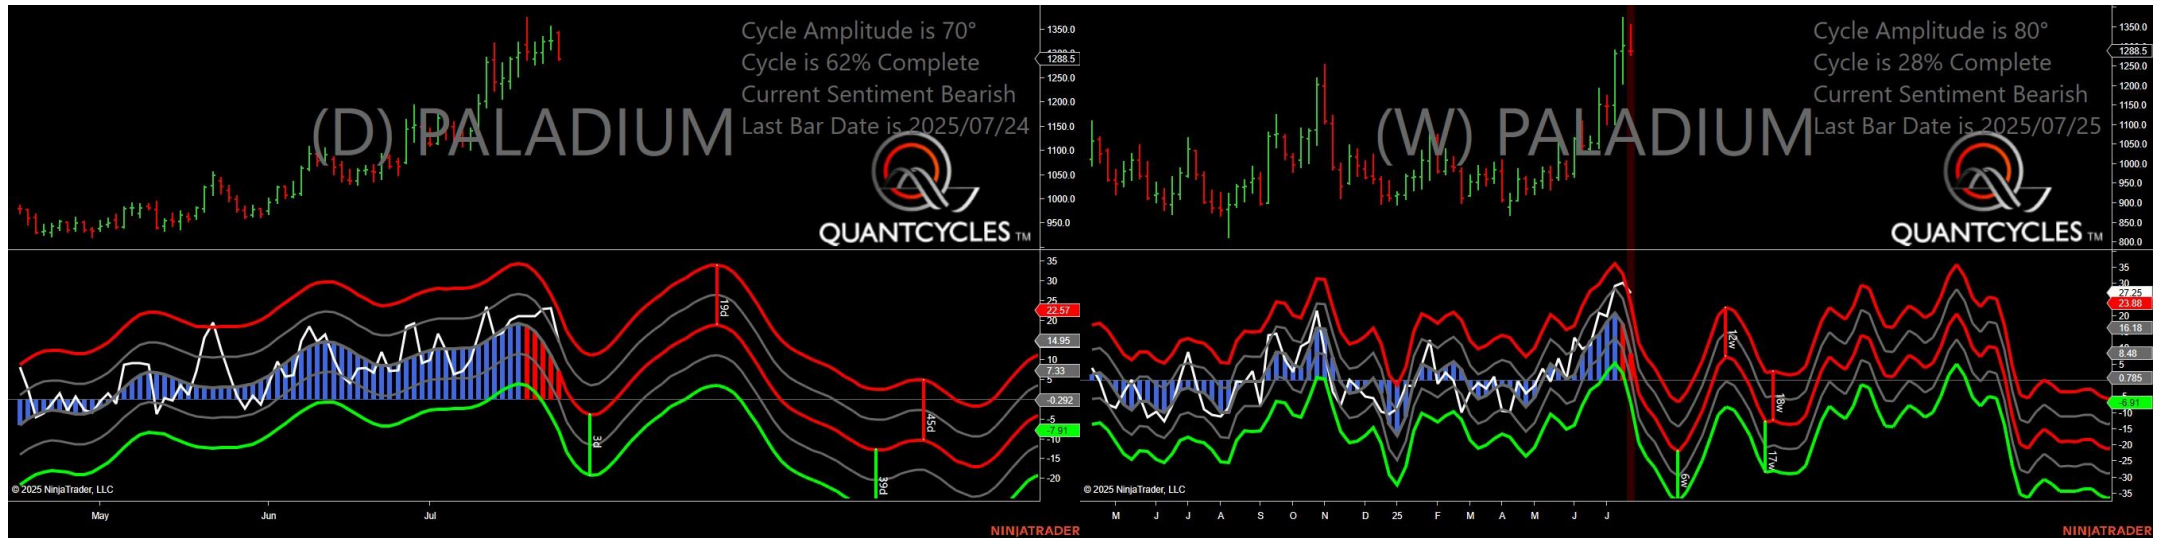 Cycle Amplitude is 70°
Cycle is 62% Complete
Current Sentiment Bearish
Last Bar Date is 2025/07/24
(D) PALADIUM
QUANTCYCLES TM
1350.0
1288.5
1250.0
1200.0
1150.0
1100.0
1050.0
1000.0
950.0
35
30
25
22.57
20
14.95
10
7.33
5
-0.292
-5
-7.91
-10
-15
-20
19d
3d
45d
39d
© 2025 NinjaTrader, LLC
May Jun Jul
NINJATRADER
Cycle Amplitude is 80°
Cycle is 28% Complete
Current Sentiment Bearish
Last Bar Date is 2025/07/25
(W) PALADIUM
QUANTCYCLES TM
1350.0
1288.5
1250.0
1200.0
1150.0
1100.0
1050.0
1000.0
950.0
900.0
850.0
800.0
35
27.25
23.88
20
16.18
8.48
5
0.785
-6.91
-10
-15
-20
-25
-30
-35
12w
18w
17w
6w
© 2025 NinjaTrader, LLC
M J J A S O N D 25 F M A M J J
NINJATRADER